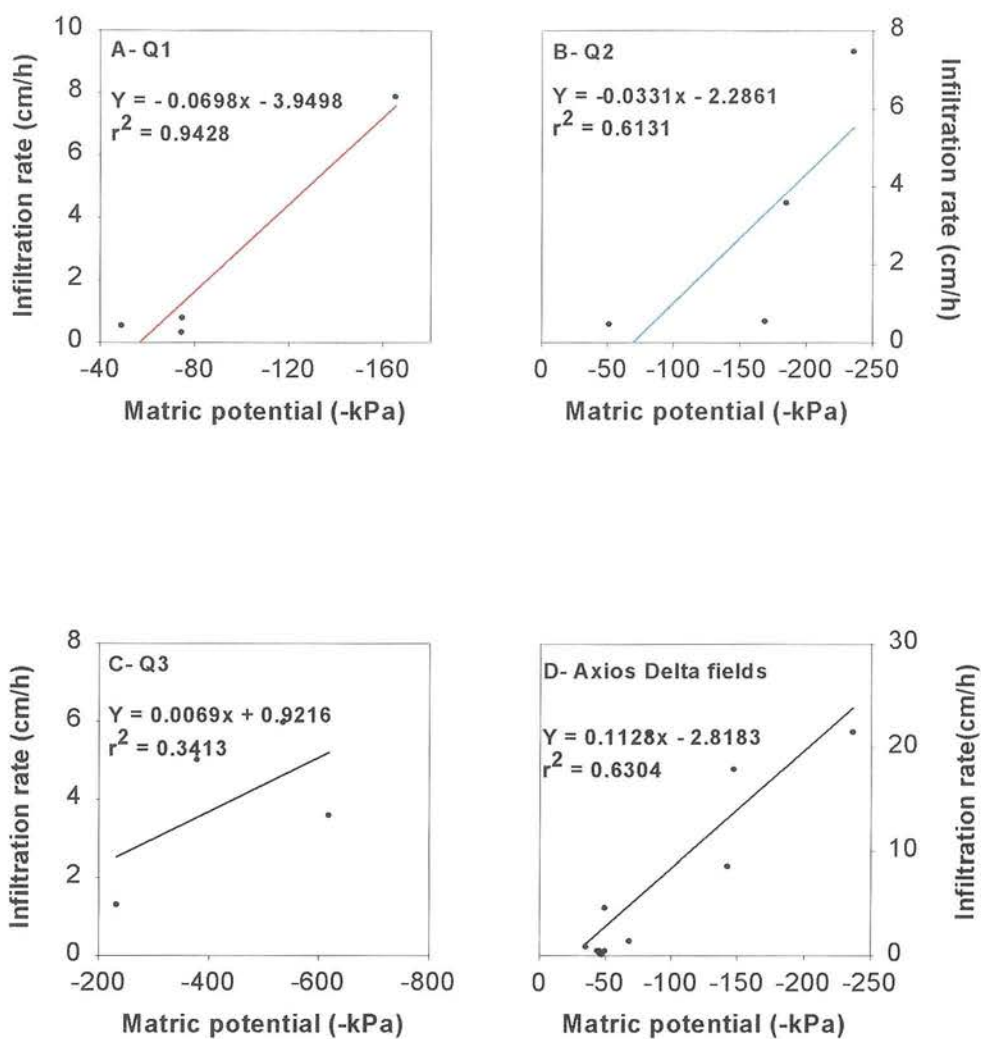 A- Q1
Y = - 0.0698x - 3.9498
r² = 0.9428
Infiltration rate (cm/h)
10
8
6
4
2
0
-40 -80 -120 -160
Matric potential (-kPa)
B- Q2
Y = -0.0331x - 2.2861
r² = 0.6131
8
6
4
2
0
Infiltration rate (cm/h)
0 -50 -100 -150 -200 -250
Matric potential (-kPa)
C- Q3
Y = 0.0069x + 0.9216
r² = 0.3413
Infiltration rate (cm/h)
8
6
4
2
0
-200 -400 -600 -800
Matric potential (-kPa)
D- Axios Delta fields
Y = 0.1128x - 2.8183
r² = 0.6304
30
20
10
0
Infiltration rate(cm/h)
0 -50 -100 -150 -200 -250
Matric potential (-kPa)